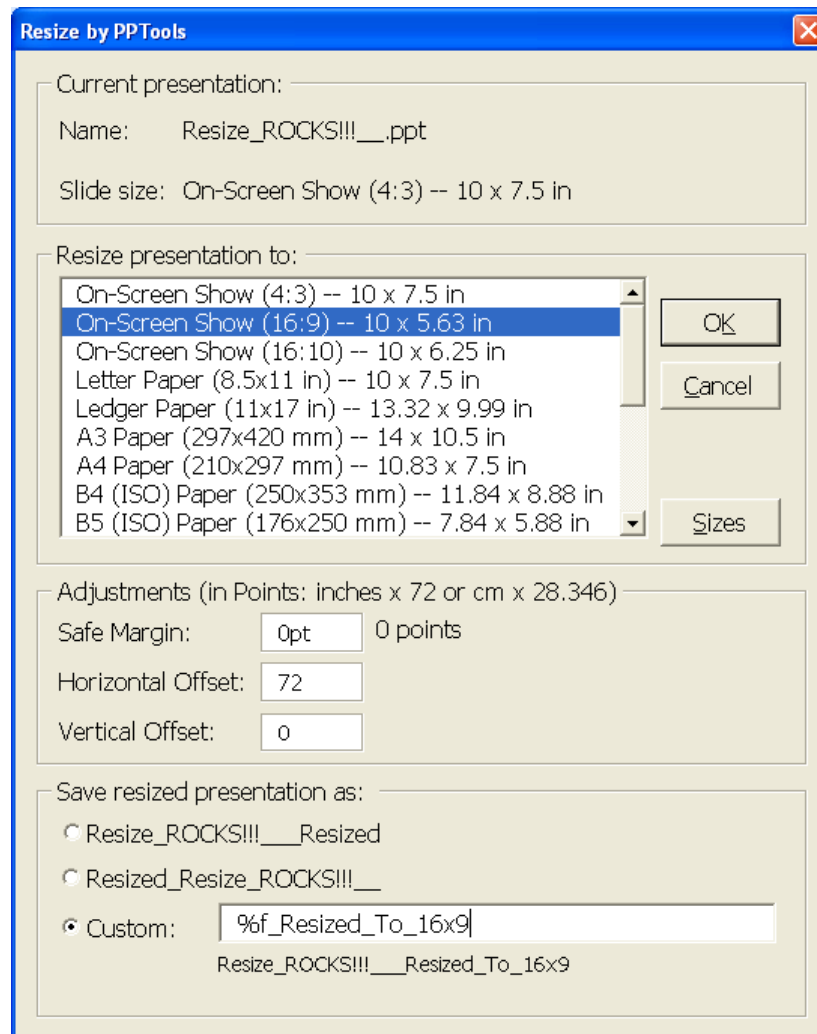 Resize by PPTools
Current presentation:
Name: Resize_ROCKS!!!__.ppt
Slide size: On-Screen Show (4:3) -- 10 x 7.5 in
Resize presentation to:
On-Screen Show (4:3) -- 10 x 7.5 in
On-Screen Show (16:9) -- 10 x 5.63 in
On-Screen Show (16:10) -- 10 x 6.25 in
Letter Paper (8.5x11 in) -- 10 x 7.5 in
Ledger Paper (11x17 in) -- 13.32 x 9.99 in
A3 Paper (297x420 mm) -- 14 x 10.5 in
A4 Paper (210x297 mm) -- 10.83 x 7.5 in
B4 (ISO) Paper (250x353 mm) -- 11.84 x 8.88 in
B5 (ISO) Paper (176x250 mm) -- 7.84 x 5.88 in
OK
Cancel
Sizes
Adjustments (in Points: inches x 72 or cm x 28.346)
Safe Margin: 0pt 0 points
Horizontal Offset: 72
Vertical Offset: 0
Save resized presentation as:
Resize_ROCKS!!!___Resized
Resized_Resize_ROCKS!!!__
Custom: %f_Resized_To_16x9
Resize_ROCKS!!!___Resized_To_16x9